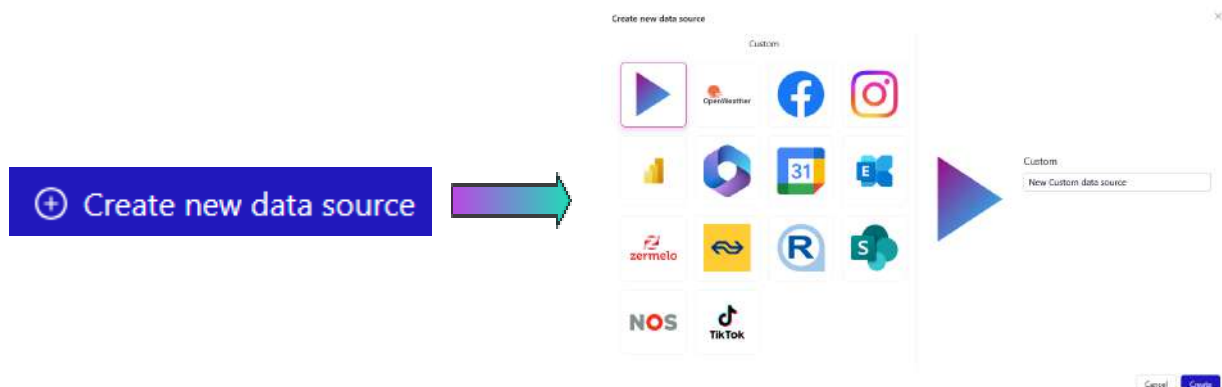 Create new data source
Create new data source
Custom
OpenWeather
31
E
zermelo
R
S
NOS
TikTok
Custom
New Custom data source
Cancel
Create